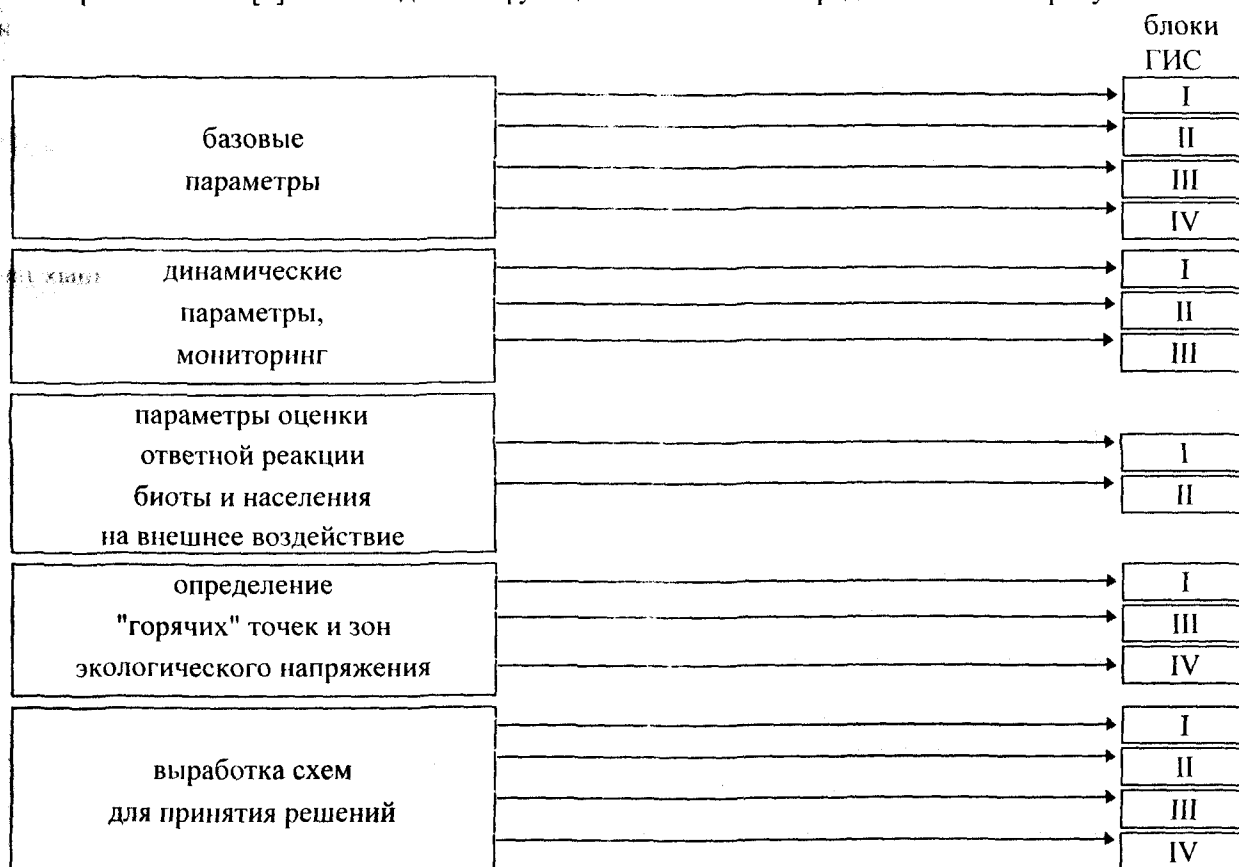 блоки
ГИС
базовые
параметры
I
II
III
IV
динамические
параметры,
мониторинг
I
II
III
параметры оценки
ответной реакции
биоты и населения
на внешнее воздействие
I
II
определение
"горячих" точек и зон
экологического напряжения
I
III
IV
выработка схем
для принятия решений
I
II
III
IV